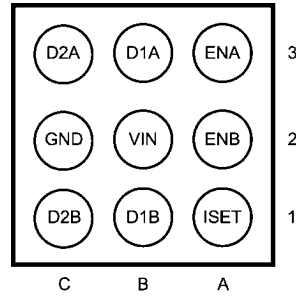 D2A D1A ENA 3
GND VIN ENB 2
D2B D1B ISET 1
C B A